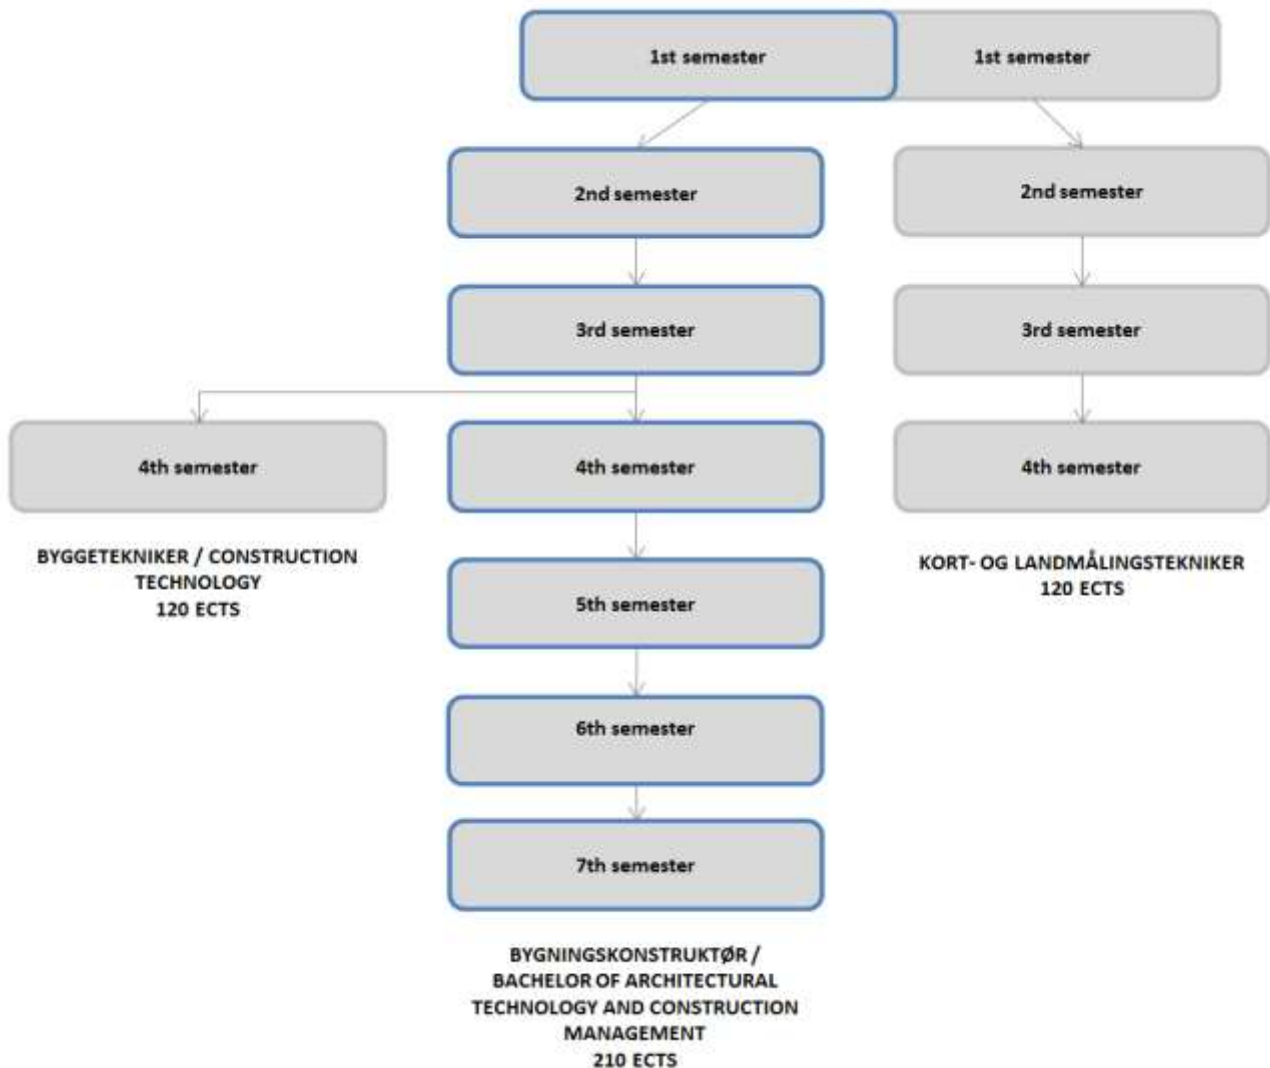 1st semester
1st semester
2nd semester
2nd semester
3rd semester
3rd semester
4th semester
4th semester
4th semester
BYGGETEKNIKER / CONSTRUCTION
TECHNOLOGY
120 ECTS
KORT- OG LANDMÅLINGSTEKNIKER
120 ECTS
5th semester
6th semester
7th semester
BYGNINGSKONSTRUKTØR /
BACHELOR OF ARCHITECTURAL
TECHNOLOGY AND CONSTRUCTION
MANAGEMENT
210 ECTS